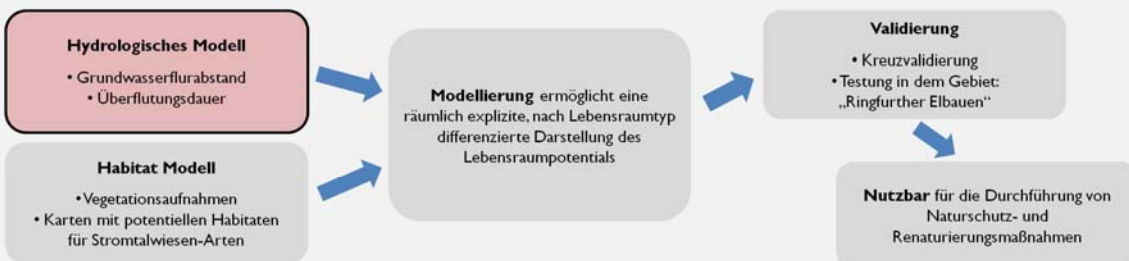 Hydrologisches Modell
• Grundwasserflurabstand
• Überflutungsdauer
Habitat Modell
•Vegetationsaufnahmen
• Karten mit potentiellen Habitaten
für Stromtalwiesen-Arten
Modellierung ermöglicht eine
räumlich explizite, nach Lebensraumtyp
differenzierte Darstellung des
Lebensraumpotentials
Validierung
• Kreuzvalidierung
• Testung in dem Gebiet:
„Ringfurther Elbauen“
Nutzbar für die Durchführung von
Naturschutz- und
Renaturierungsmaßnahmen